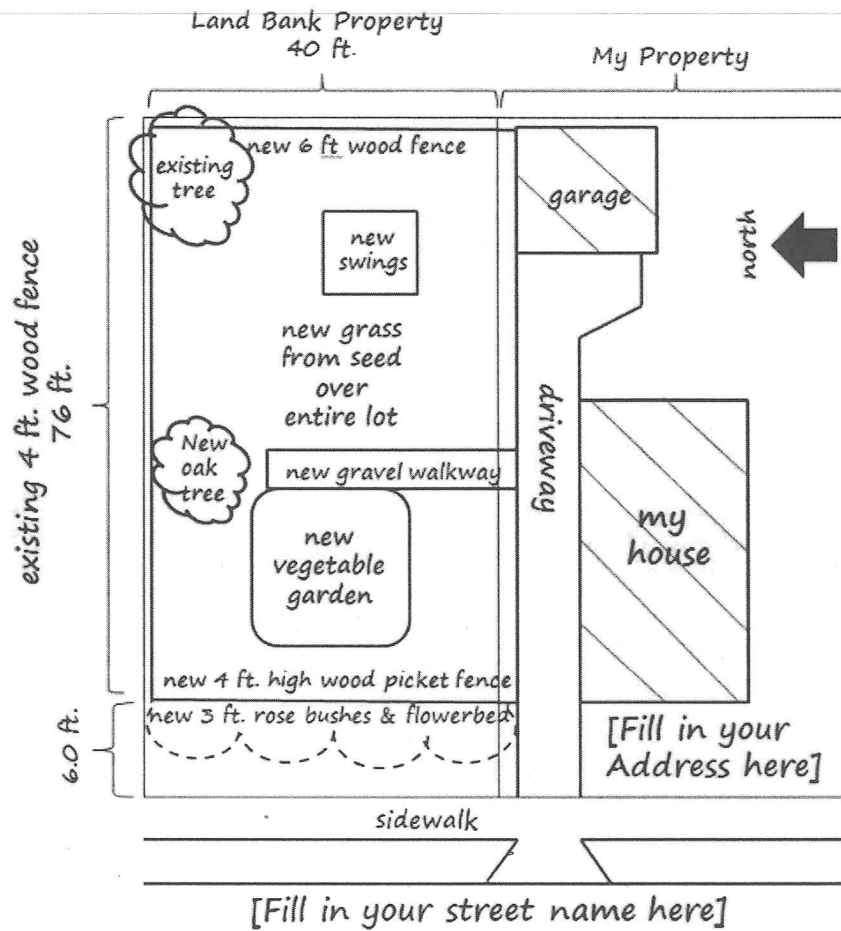 Land Bank Property
40 ft.
My Property
new 6 ft wood fence
existing
tree
garage
north
new
swings
existing 4 ft. wood fence
76 ft.
new grass
from seed
over
entire lot
driveway
New
oak
tree
new gravel walkway
my
house
new
vegetable
garden
new 4 ft. high wood picket fence
new 3 ft. rose bushes & flowerbed
6.0 ft.
[Fill in your
Address here]
sidewalk
[Fill in your street name here]